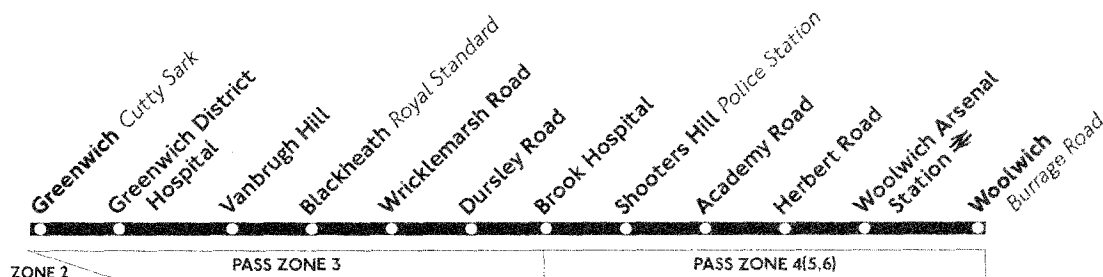 Greenwich Cutty Sark
Greenwich District
Hospital
Vanbrugh Hill
Blackheath Royal Standard
Wricklemarsh Road
Dursley Road
Brook Hospital
Shooters Hill Police Station
Academy Road
Herbert Road
Woolwich Arsenal
Station
Woolwich
Burrage Road
ZONE 2
PASS ZONE 3
PASS ZONE 4(5,6)